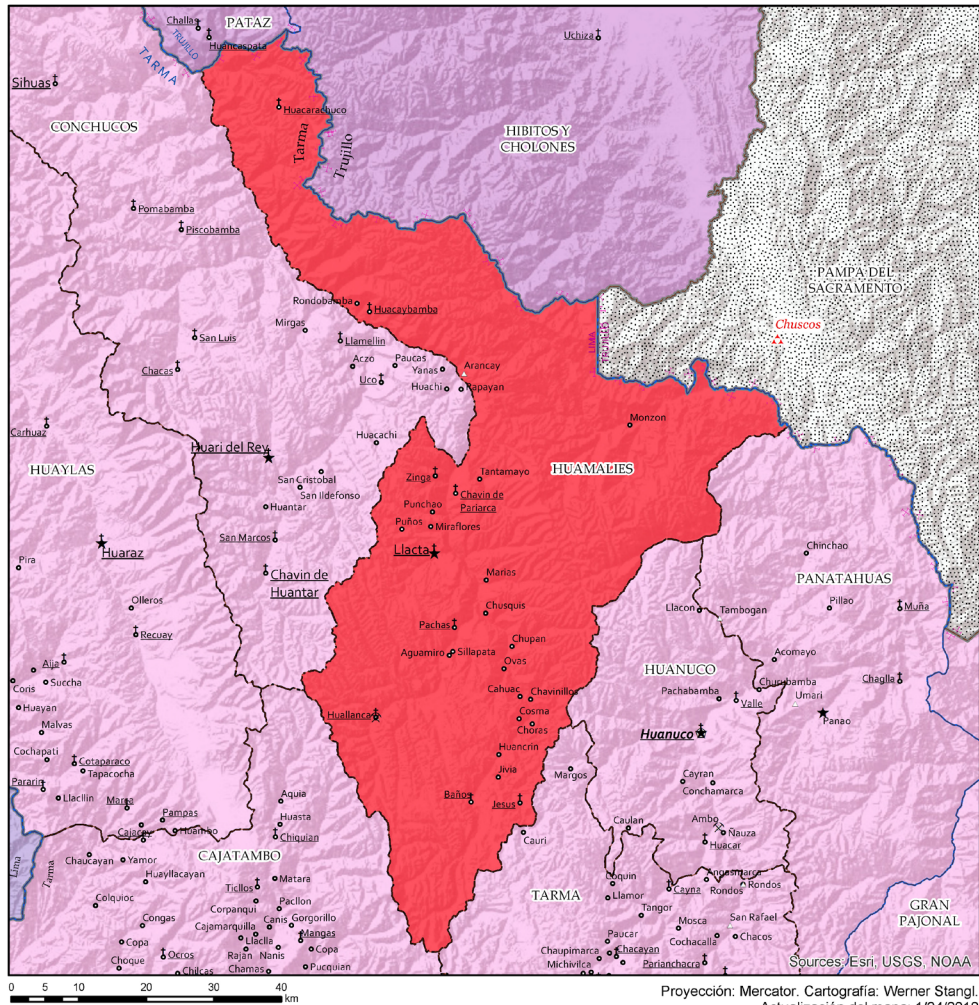 Challas
PATAZ
TRUJILLO
TARMA
Huancaspata
Uchiza
Sihuas
Huacarachuco
CONCHUCOS
Tarma
Trujillo
HIBITOS Y
CHOLONES
Pomabamba
Piscobamba
PAMPA DEL
SACRAMENTO
Rondobamba
Huacaybamba
Mirgas
Chuscos
San Luis
Llamellin
LIMA
Aczo
Paucas
Yanas
Arancay
Chacas
Uco
Huachi
Rapayan
Carhuaz
Monzon
Huacachi
Huari del Rey
HUAYLAS
HUAMALIES
Zinga
Tantamayo
San Cristobal
San Ildefonso
Chavin de
Pariarca
Huantar
Punchao
Puños
Miraflores
San Marcos
Llacta
Huaraz
Chinchao
Pira
Chavin de
Huantar
Marias
PANATAHUAS
Olleros
Chusquis
Llacon
Tambogan
Pillao
Muña
Recuay
Pachas
Chupan
Aguamiro
Sillapata
Aija
Ovas
HUANUCO
Acomayo
Coris
Succha
Churubamba
Chaglla
Cahuac
Chavinillos
Pachabamba
Valle
Umari
Huayan
Huallanca
Cosma
Choras
Panao
Malvas
Huanuco
Cochapati
Cotaparaco
Tapacocha
Huancrin
Jivia
Margos
Cayran
Conchamarca
Pararin
Llacllin
Marca
Aquia
Baños
Jesus
Pampas
Huasta
Caulan
Ambo
Ñauza
Cajacay
Huambo
Chiquian
Cauri
Huacar
Lima
Tarma
Chaucayan
Yamor
CAJATAMBO
Huayllacayan
Matara
Angasmarca
Ticllos
Loquin
Cayna
Rondos
Rondos
TARMA
Llamor
Colquioc
Corpanqui
Pacllon
GRAN
PAJONAL
Congas
Cajamarquilla
Canis
Gorgorillo
Tangor
Mosca
San Rafael
Copa
Llaclla
Mangas
Paucar
Cochacalla
Chacos
Ocros
Rajan
Nanis
Copa
Chaupimarca
Chacayan
Choque
Chilcas
Chamas
Pucquian
Michivilca
Parianchacra
Sources: Esri, USGS, NOAA
0 5 10 20 30 40
km
Proyección: Mercator. Cartografía: Werner Stangl